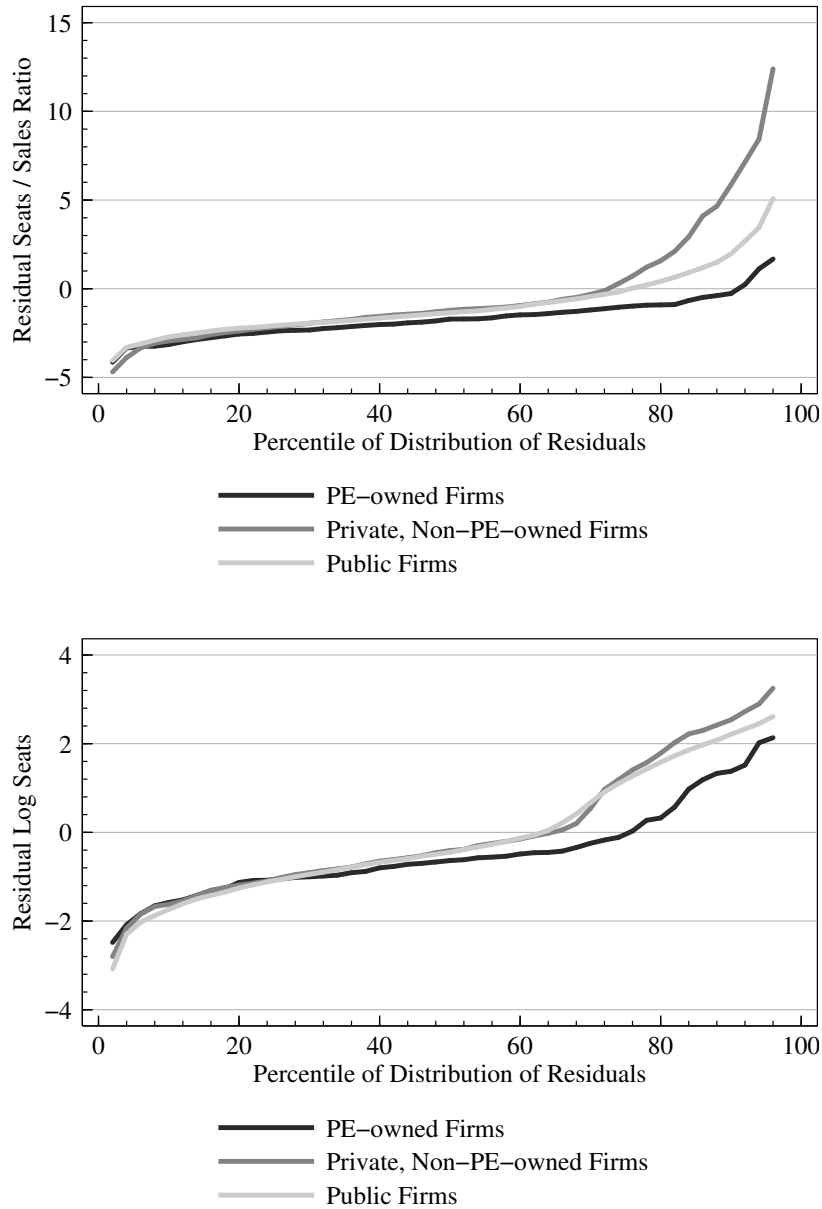 15
10
5
0
−5
Residual Seats / Sales Ratio
0 20 40 60 80 100
Percentile of Distribution of Residuals
PE−owned Firms
Private, Non−PE−owned Firms
Public Firms
4
2
0
−2
−4
Residual Log Seats
0 20 40 60 80 100
Percentile of Distribution of Residuals
PE−owned Firms
Private, Non−PE−owned Firms
Public Firms